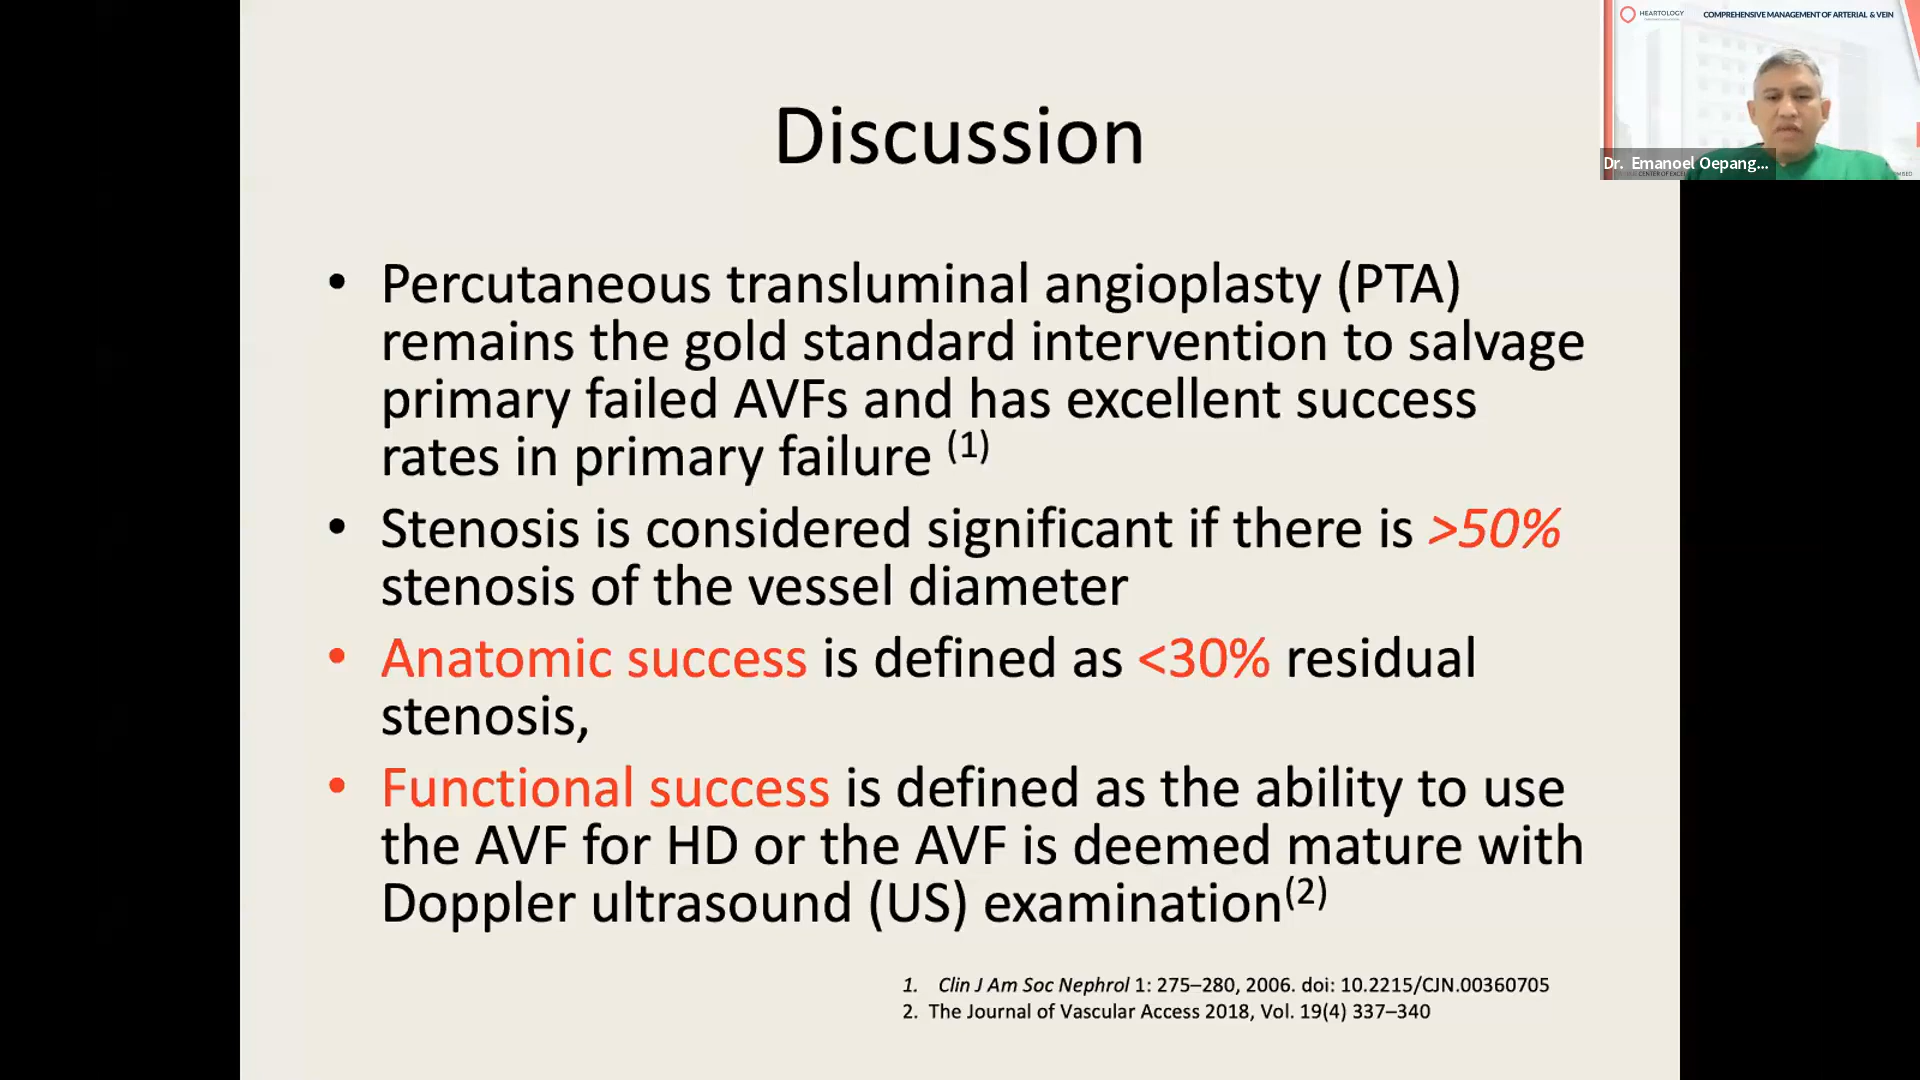 HEARTOLOGY
COMPREHENSIVE MANAGEMENT OF ARTERIAL & VEIN
Dr. Emanoel Oepang...
Discussion
• Percutaneous transluminal angioplasty (PTA)
remains the gold standard intervention to salvage
primary failed AVFs and has excellent success
rates in primary failure (1)
• Stenosis is considered significant if there is >50%
stenosis of the vessel diameter
• Anatomic success is defined as <30% residual
stenosis,
• Functional success is defined as the ability to use
the AVF for HD or the AVF is deemed mature with
Doppler ultrasound (US) examination(2)
1. Clin J Am Soc Nephrol 1: 275–280, 2006. doi: 10.2215/CJN.00360705
2. The Journal of Vascular Access 2018, Vol. 19(4) 337–340